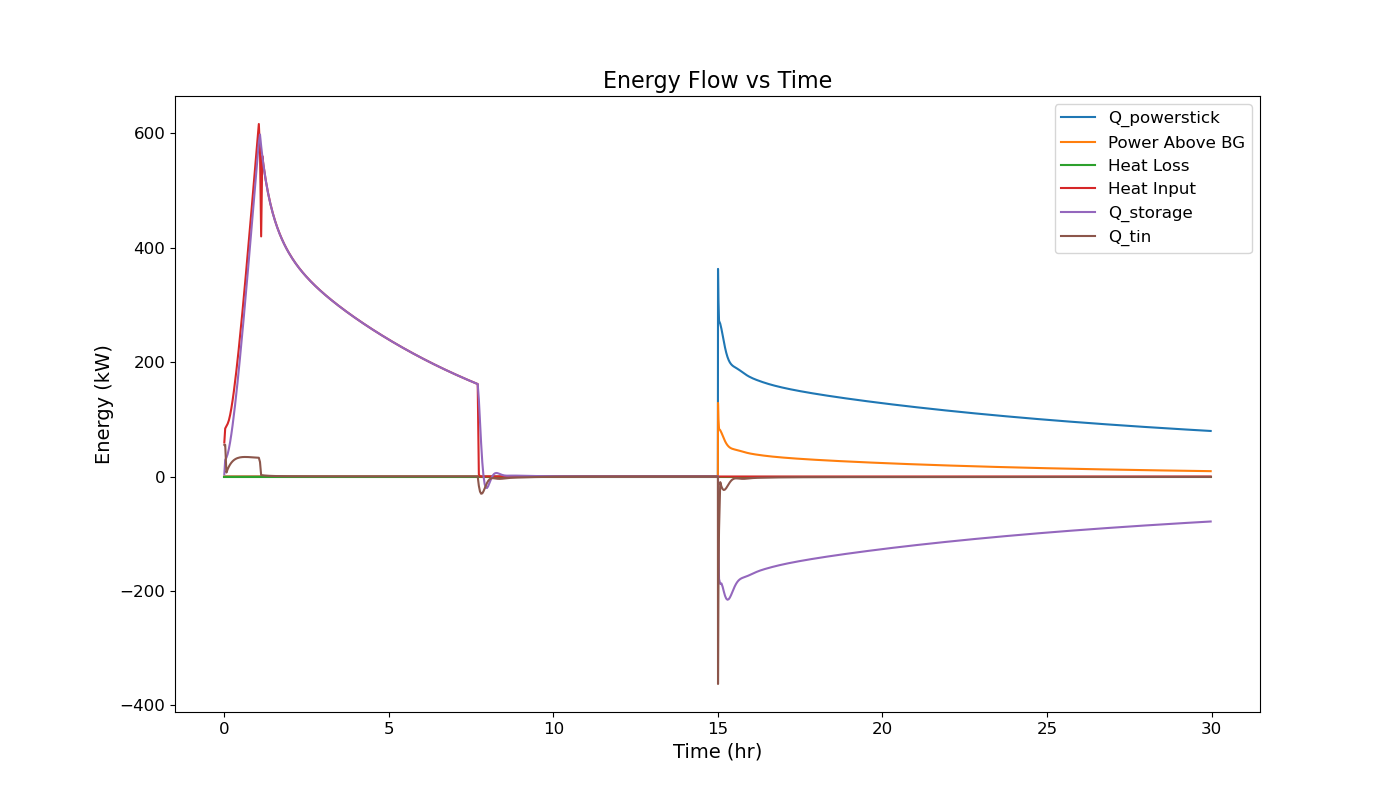 Energy Flow vs Time
Energy (kW)
600
400
200
0
−200
−400
Q_powerstick
Power Above BG
Heat Loss
Heat Input
Q_storage
Q_tin
0 5 10 15 20 25 30
Time (hr)